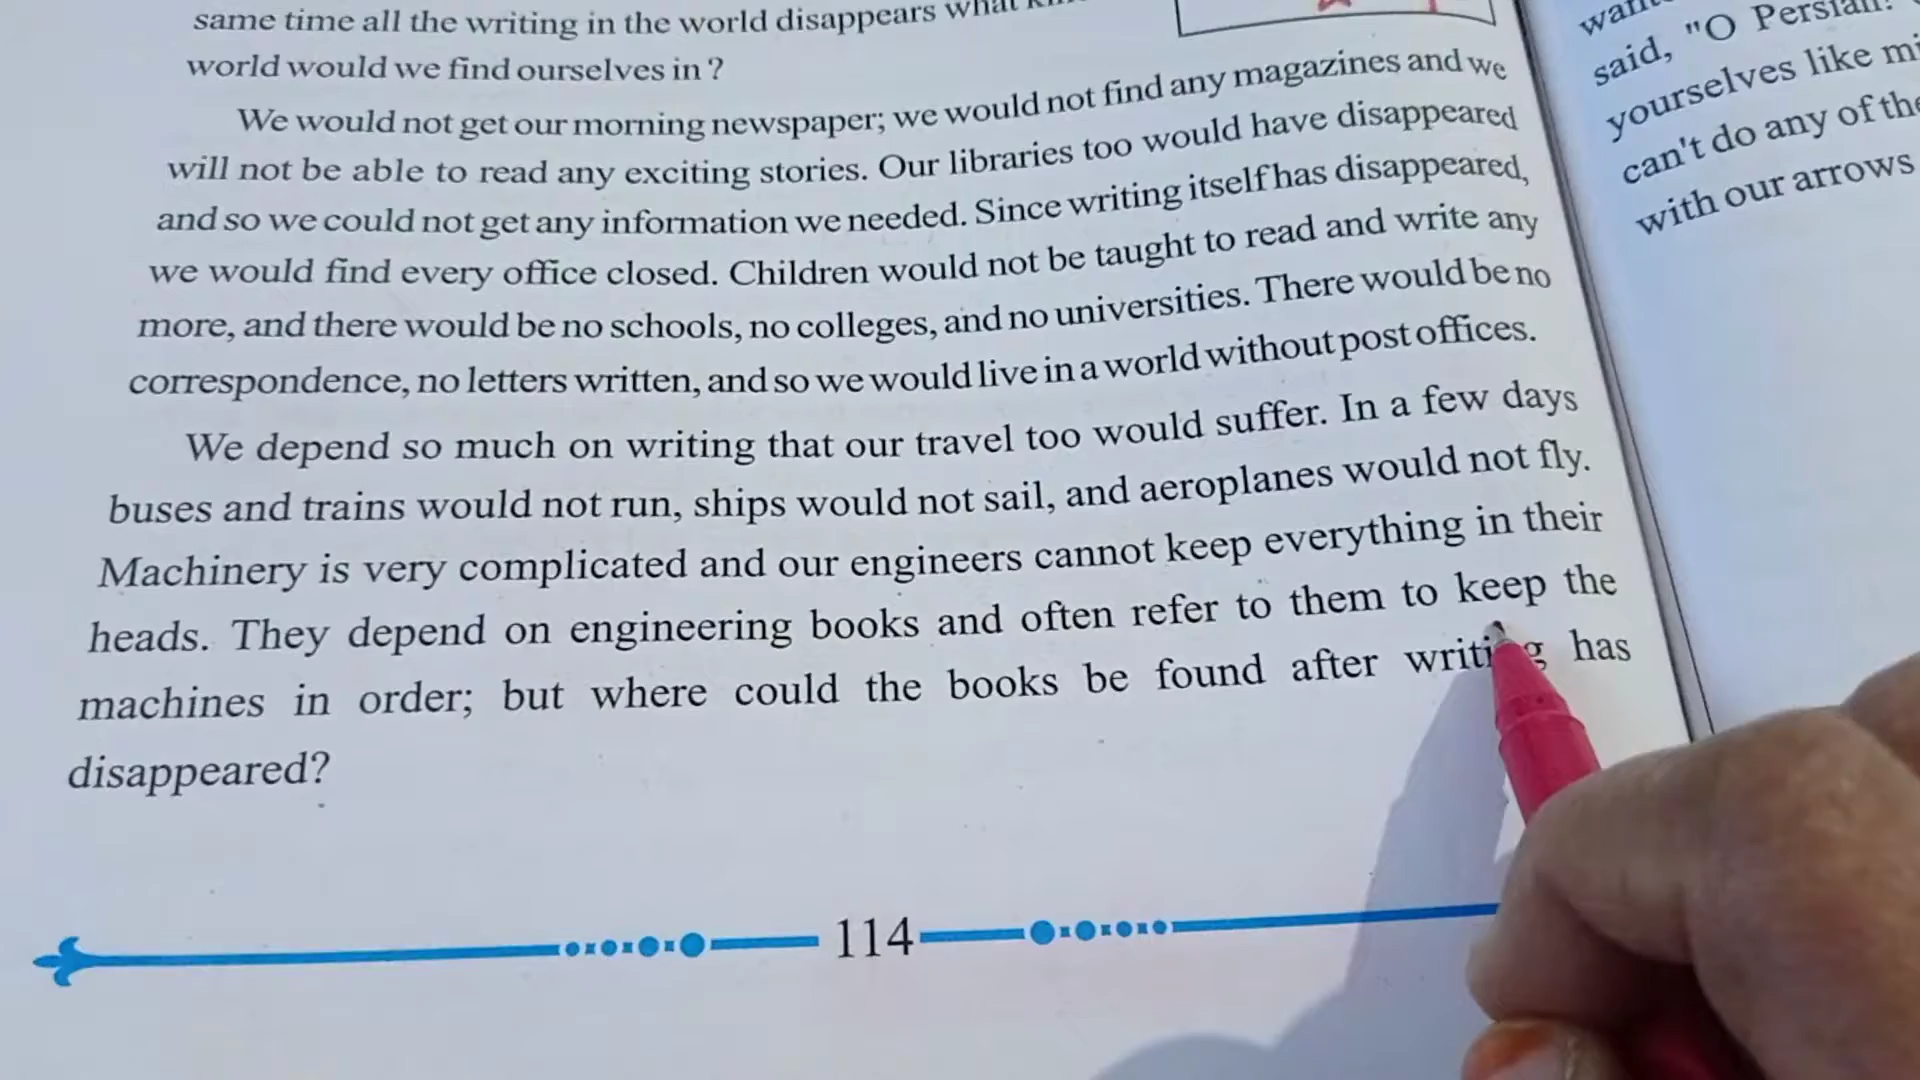 same time all the writing in the world disappears what
world would we find ourselves in ?
We would not get our morning newspaper; we would not find any magazines and we
will not be able to read any exciting stories. Our libraries too would have disappeared
and so we could not get any information we needed. Since writing itself has disappeared,
we would find every office closed. Children would not be taught to read and write any
more, and there would be no schools, no colleges, and no universities. There would be no
correspondence, no letters written, and so we would live in a world without post offices.
We depend so much on writing that our travel too would suffer. In a few days
buses and trains would not run, ships would not sail, and aeroplanes would not fly.
Machinery is very complicated and our engineers cannot keep everything in their
heads. They depend on engineering books and often refer to them to keep the
machines in order; but where could the books be found after writing has
disappeared?
114
said, "O Persian!
yourselves like
can't do any of
with our arrows